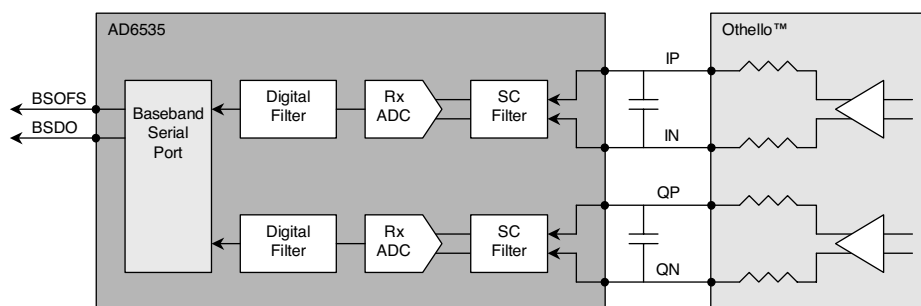 AD6535
Othello™
IP
BSOFS
BSDO
Baseband
Serial
Port
Digital
Filter
Rx
ADC
SC
Filter
IN
QP
Digital
Filter
Rx
ADC
SC
Filter
QN